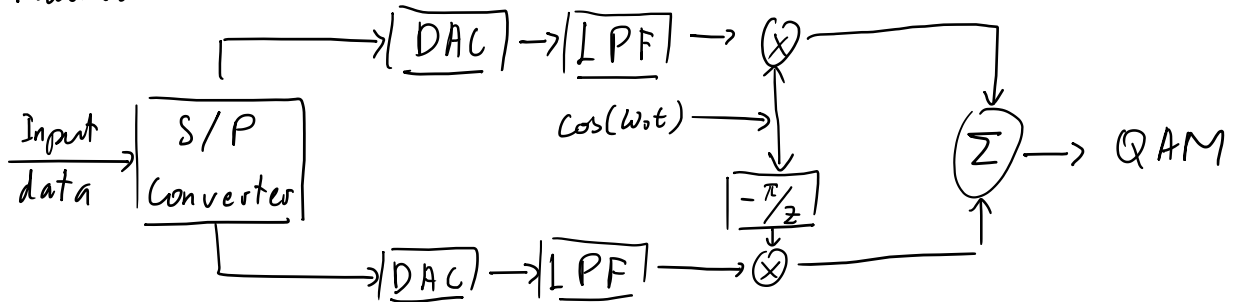 DAC LPF
Input data
S/P Converter
cos(ω₀t)
-π/2
Σ QAM
DAC LPF